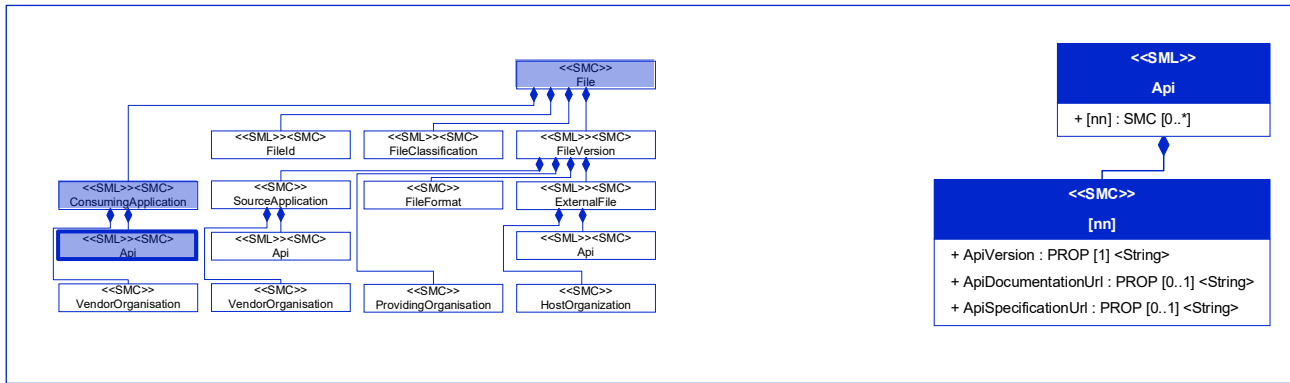 <<SMC>>
File
<<SML>><SMC>
FileId
<<SML>><SMC>
FileClassification
<<SML>><SMC>
FileVersion
<<SML>><SMC>
ConsumingApplication
<<SMC>>
SourceApplication
<<SMC>>
FileFormat
<<SML>><SMC>
ExternalFile
<<SML>><SMC>
Api
<<SML>><SMC>
Api
<<SML>><SMC>
Api
<<SMC>>
VendorOrganisation
<<SMC>>
VendorOrganisation
<<SMC>>
ProvidingOrganisation
<<SMC>>
HostOrganization
<<SML>>
Api
+ [nn] : SMC [0..*]
<<SMC>>
[nn]
+ ApiVersion : PROP [1] <String>
+ ApiDocumentationUrl : PROP [0..1] <String>
+ ApiSpecificationUrl : PROP [0..1] <String>